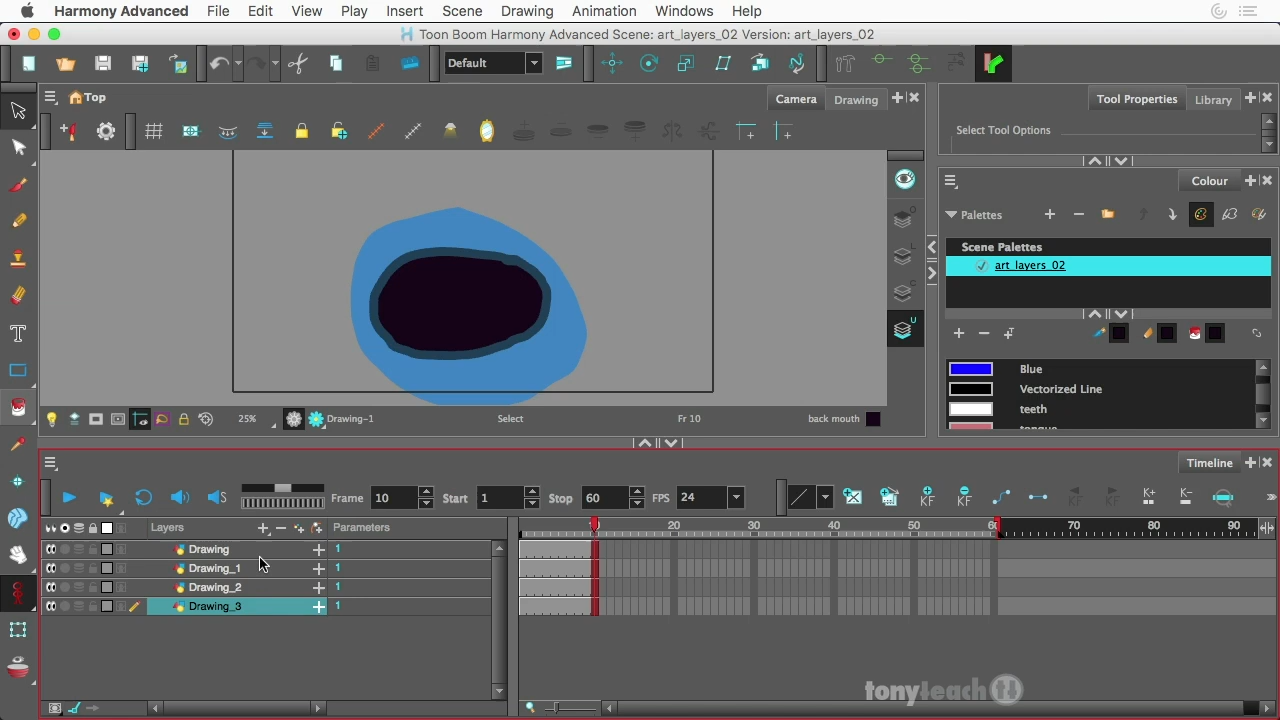 Harmony Advanced File Edit View Play Insert Scene Drawing Animation Windows Help
Toon Boom Harmony Advanced Scene: art_layers_02 Version: art_layers_02
Default
Top
Camera
Drawing
Tool Properties
Library
Select Tool Options
O
L
C
U
Colour
Palettes
Scene Palettes
art_layers_02
Blue
Vectorized Line
teeth
tongue
25%
Drawing-1
Select
Fr 10
back mouth
Timeline
Frame 10 Start 1 Stop 60 FPS 24
Layers
Parameters
20 30 40 50 60 70 80 90
Drawing 1
Drawing_1 1
Drawing_2 1
Drawing_3 1
tonyteach